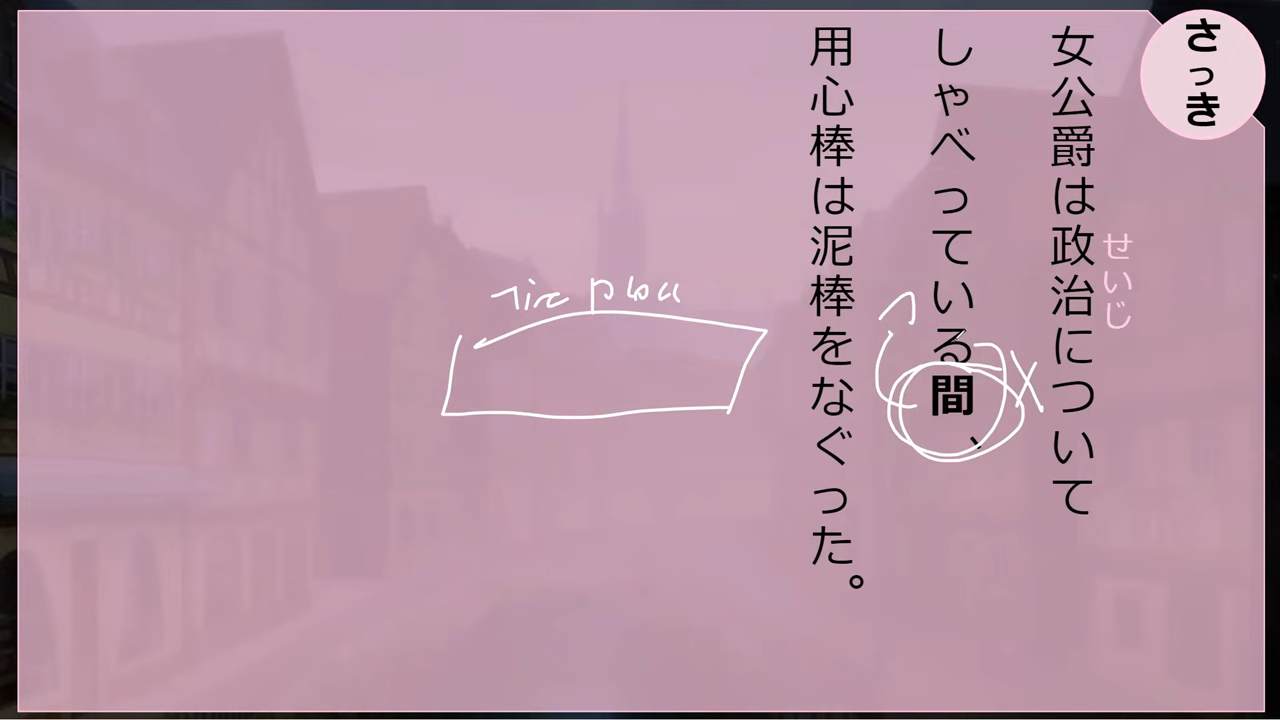 さっき
女公爵は政治について
せいじ
しゃべっている間、
用心棒は泥棒をなぐった。